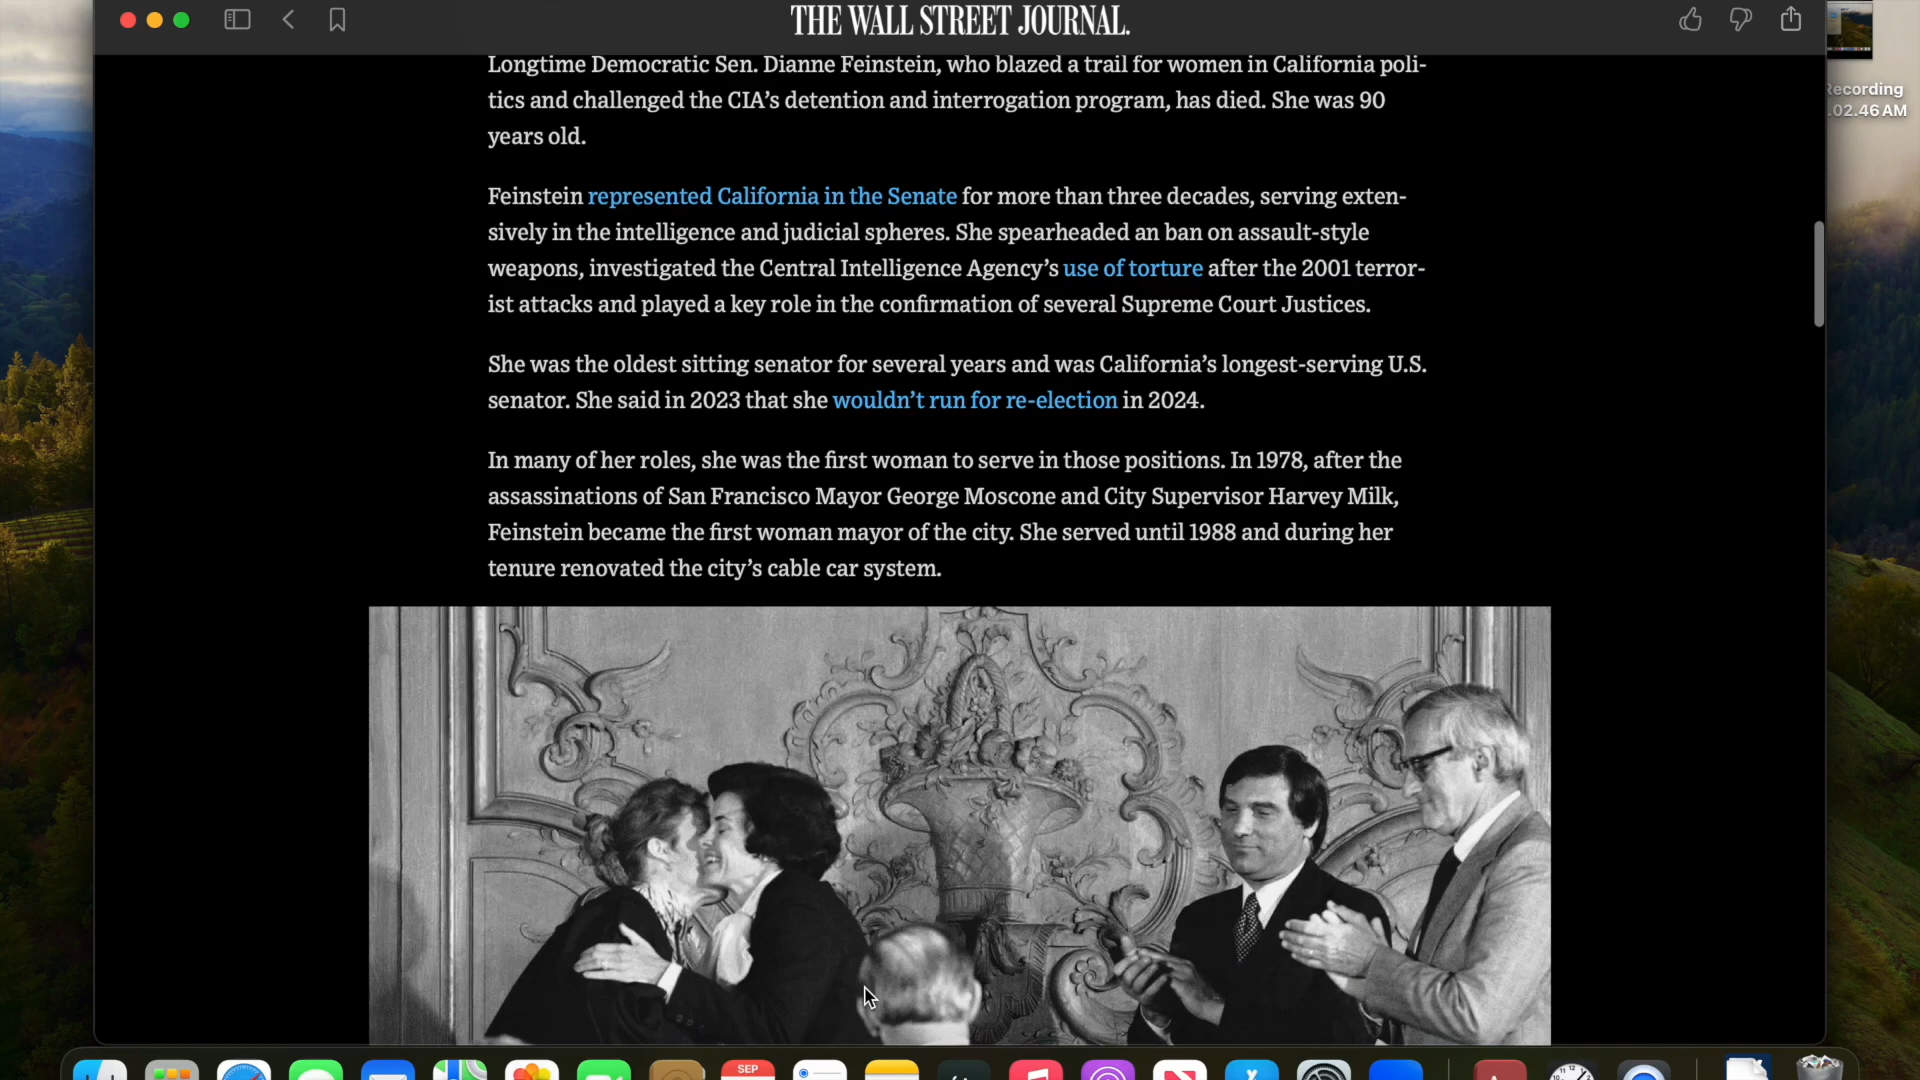 THE WALL STREET JOURNAL.
Recording
.02.46 AM
Longtime Democratic Sen. Dianne Feinstein, who blazed a trail for women in California poli-
tics and challenged the CIA’s detention and interrogation program, has died. She was 90
years old.
Feinstein represented California in the Senate for more than three decades, serving exten-
sively in the intelligence and judicial spheres. She spearheaded an ban on assault-style
weapons, investigated the Central Intelligence Agency’s use of torture after the 2001 terror-
ist attacks and played a key role in the confirmation of several Supreme Court Justices.
She was the oldest sitting senator for several years and was California’s longest-serving U.S.
senator. She said in 2023 that she wouldn’t run for re-election in 2024.
In many of her roles, she was the first woman to serve in those positions. In 1978, after the
assassinations of San Francisco Mayor George Moscone and City Supervisor Harvey Milk,
Feinstein became the first woman mayor of the city. She served until 1988 and during her
tenure renovated the city’s cable car system.
SEP